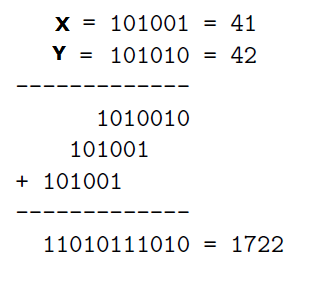 X = 101001 = 41
Y = 101010 = 42
-------------
1010010
101001
+ 101001
-------------
11010111010 = 1722